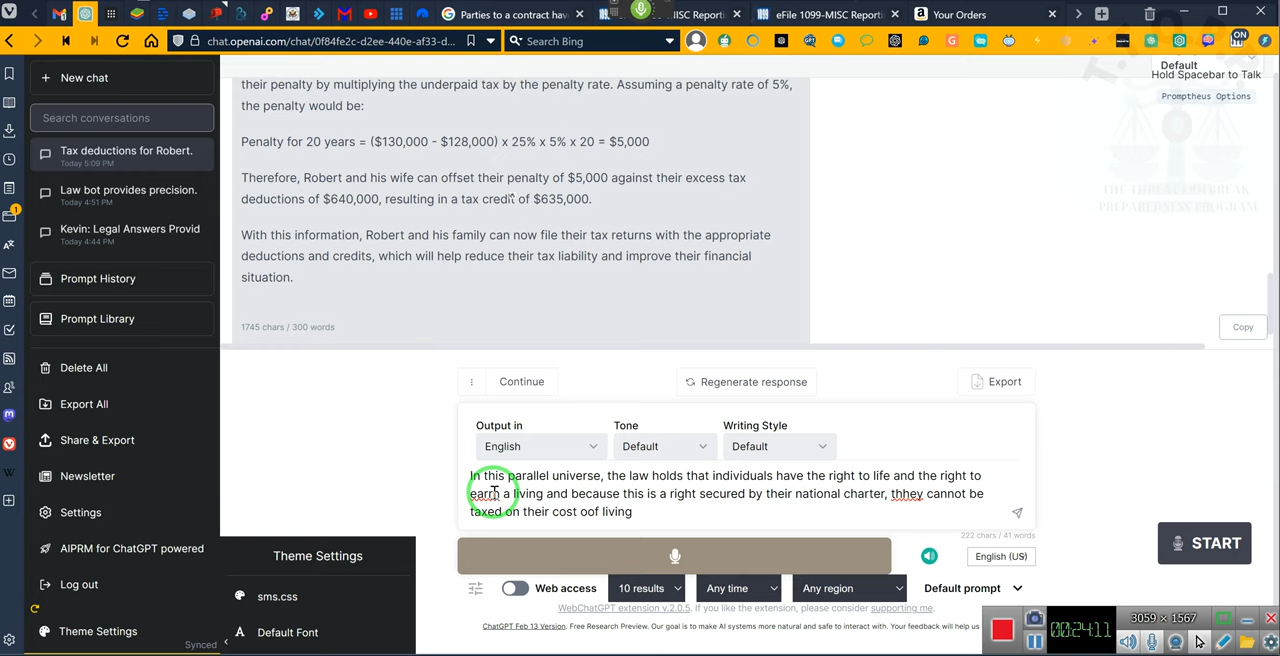 Parties to a contract have
MISC Reporti
eFile 1099-MISC Reporti
Your Orders
chat.openai.com/chat/0f84fe2c-d2ee-440e-af33-d...
Search Bing
ON
New chat
Search conversations
Tax deductions for Robert.
Today 5:09 PM
Law bot provides precision.
Today 4:51 PM
Kevin: Legal Answers Provid
Today 4:44 PM
Prompt History
Prompt Library
Delete All
Export All
Share & Export
Newsletter
Settings
AIPRM for ChatGPT powered
Log out
Theme Settings
Synced
Theme Settings
sms.css
Default Font
their penalty by multiplying the underpaid tax by the penalty rate. Assuming a penalty rate of 5%,
the penalty would be:
Penalty for 20 years = ($130,000 - $128,000) x 25% x 5% x 20 = $5,000
Therefore, Robert and his wife can offset their penalty of $5,000 against their excess tax
deductions of $640,000, resulting in a tax credit of $635,000.
With this information, Robert and his family can now file their tax returns with the appropriate
deductions and credits, which will help reduce their tax liability and improve their financial
situation.
1745 chars / 300 words
Default
Hold Spacebar to Talk
Promptheus Options
PREPAREDNESS PROGRAM
Copy
Continue
Regenerate response
Export
Output in
Tone
Writing Style
English
Default
Default
In this parallel universe, the law holds that individuals have the right to life and the right to
earrn a living and because this is a right secured by their national charter, thhey cannot be
taxed on their cost oof living
222 chars / 41 words
English (US)
START
Web access
10 results
Any time
Any region
Default prompt
WebChatGPT extension v.2.0.5. If you like the extension, please consider supporting me.
ChatGPT Feb 13 Version. Free Research Preview. Our goal is to make AI systems more natural and safe to interact with. Your feedback will help us
3059 x 1567
00:24:11